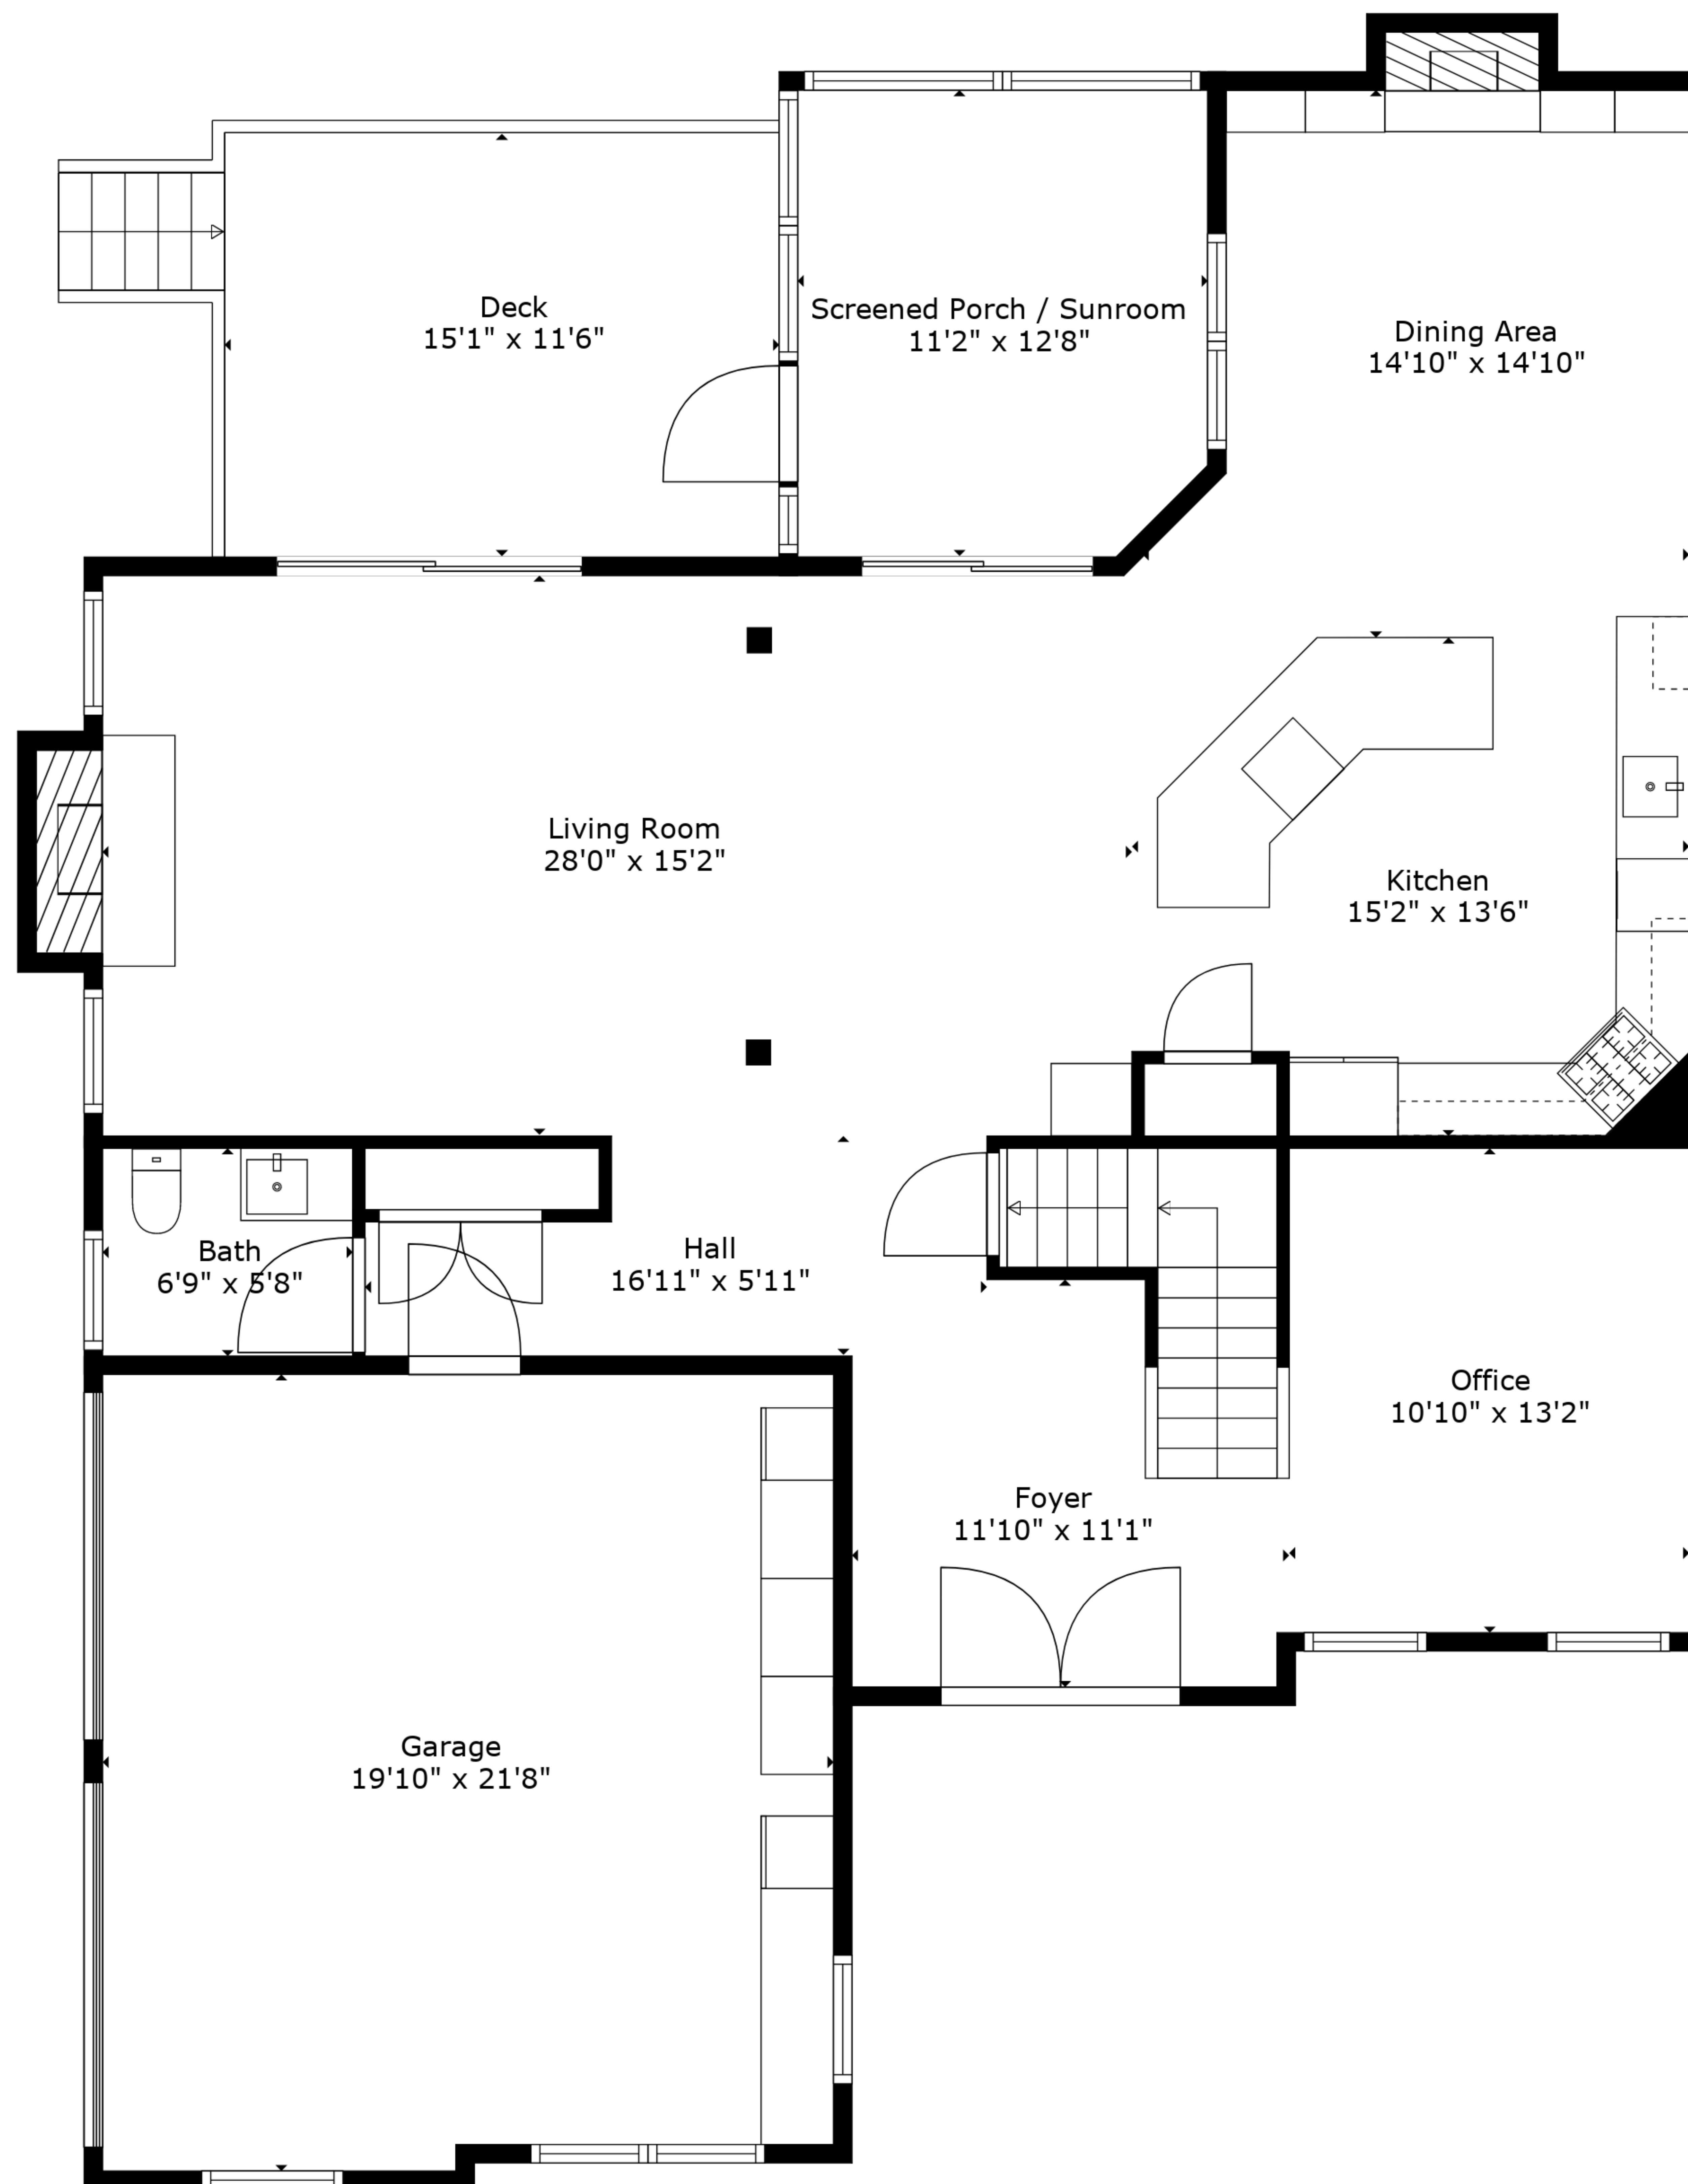 Deck
15'1" x 11'6"
Screened Porch / Sunroom
11'2" x 12'8"
Dining Area
14'10" x 14'10"
Living Room
28'0" x 15'2"
Kitchen
15'2" x 13'6"
Bath
6'9" x 5'8"
Hall
16'11" x 5'11"
Office
10'10" x 13'2"
Foyer
11'10" x 11'1"
Garage
19'10" x 21'8"